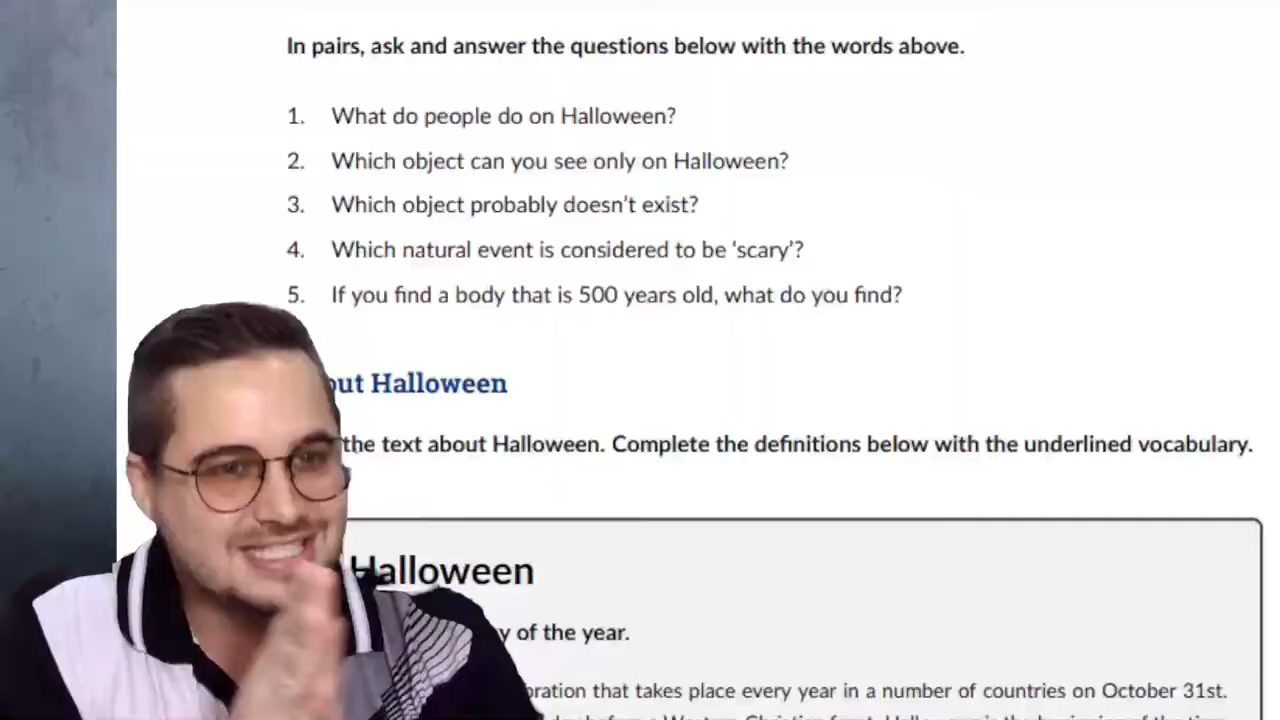 In pairs, ask and answer the questions below with the words above.
1. What do people do on Halloween?
2. Which object can you see only on Halloween?
3. Which object probably doesn't exist?
4. Which natural event is considered to be 'scary'?
5. If you find a body that is 500 years old, what do you find?
Halloween
the text about Halloween. Complete the definitions below with the underlined vocabulary.
Halloween
of the year.
that takes place every year in a number of countries on October 31st.